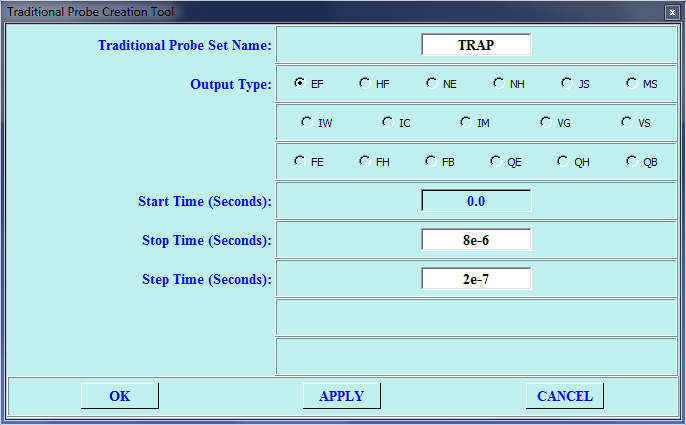 Traditional Probe Creation Tool
Traditional Probe Set Name: TRAP
Output Type: EF HF NE NH JS MS
IW IC IM VG VS
FE FH FB QE QH QB
Start Time (Seconds): 0.0
Stop Time (Seconds): 8e-6
Step Time (Seconds): 2e-7
OK APPLY CANCEL